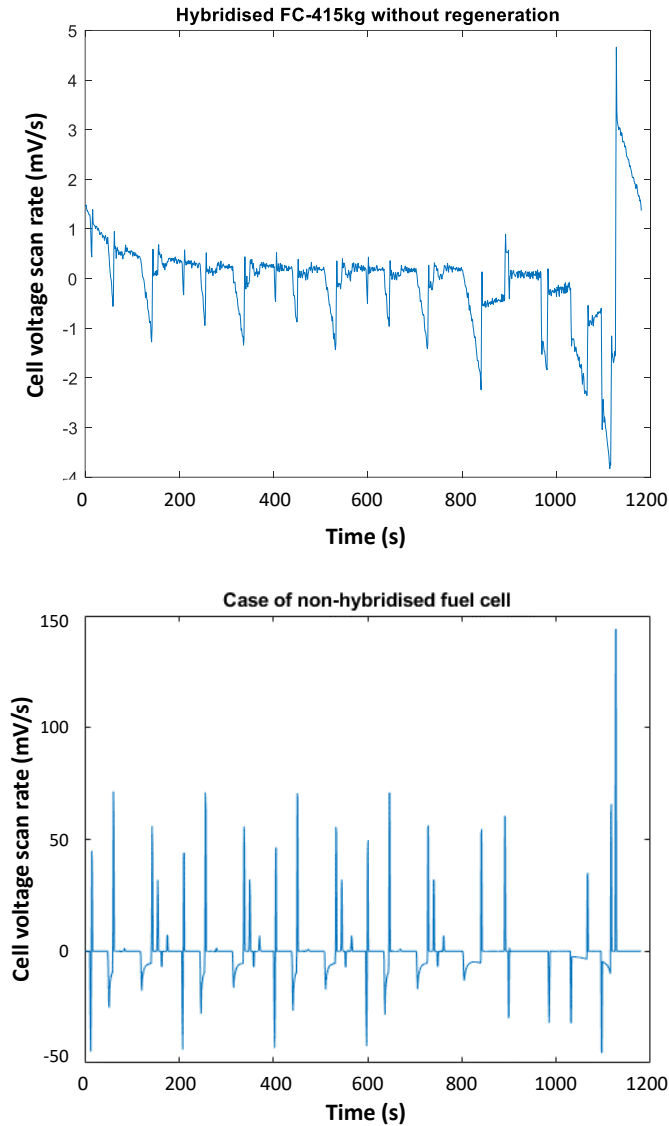 Hybridised FC-415kg without regeneration
5
4
3
2
1
0
-1
-2
-3
-4
Cell voltage scan rate (mV/s)
0 200 400 600 800 1000 1200
Time (s)
Case of non-hybridised fuel cell
150
100
50
0
-50
Cell voltage scan rate (mV/s)
0 200 400 600 800 1000 1200
Time (s)